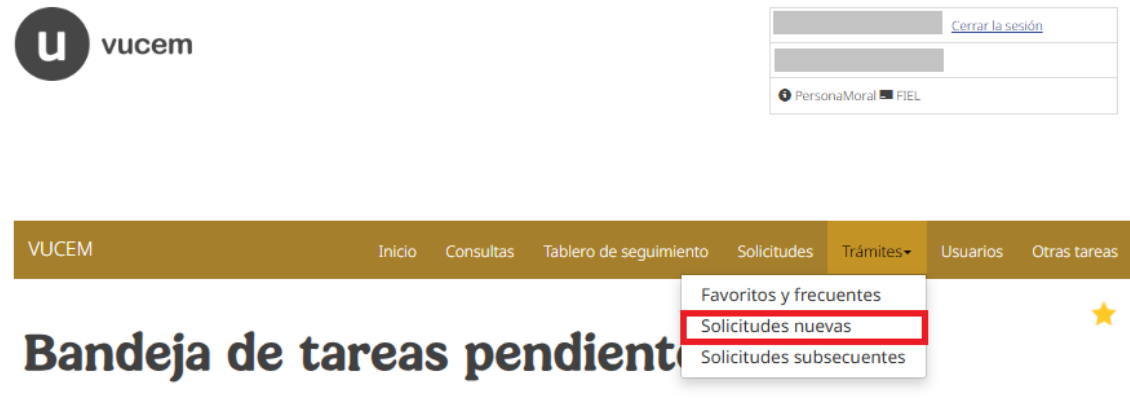 u vucem
Cerrar la sesión
PersonaMoral FIEL
VUCEM Inicio Consultas Tablero de seguimiento Solicitudes Trámites Usuarios Otras tareas
Favoritos y frecuentes
Solicitudes nuevas
Solicitudes subsecuentes
Bandeja de tareas pendient